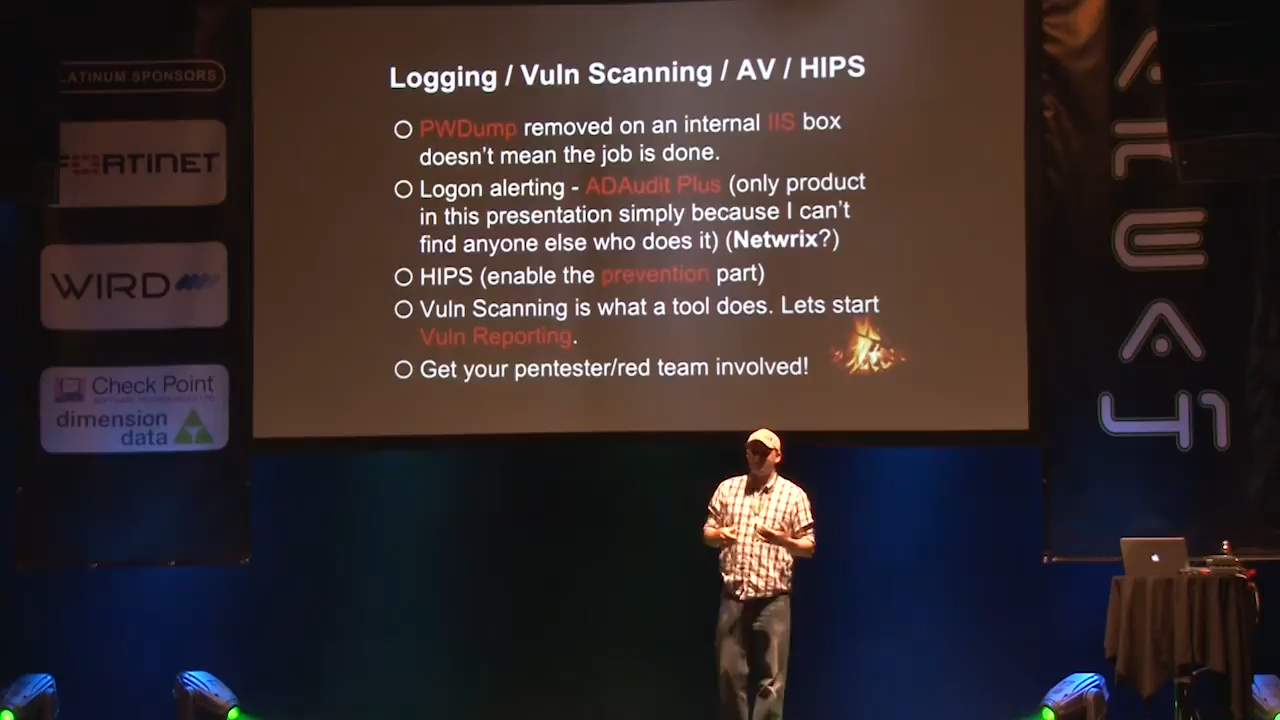 LATINUM SPONSORS
FORTINET
WIRD
Check Point
dimension
data
Logging / Vuln Scanning / AV / HIPS
PWDump removed on an internal IIS box
doesn't mean the job is done.
Logon alerting - ADAudit Plus (only product
in this presentation simply because I can't
find anyone else who does it) (Netwrix?)
HIPS (enable the prevention part)
Vuln Scanning is what a tool does. Lets start
Vuln Reporting.
Get your pentester/red team involved!
AREA
41